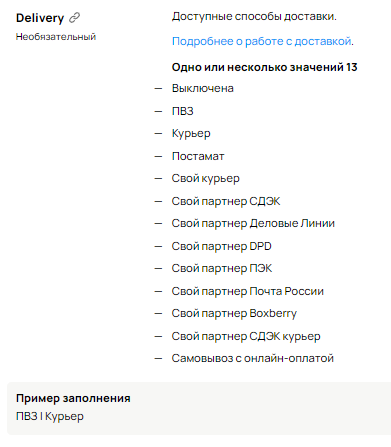 Delivery
Необязательный
Доступные способы доставки.
Подробнее о работе с доставкой.
Одно или несколько значений 13
— Выключена
— ПВЗ
— Курьер
— Постамат
— Свой курьер
— Свой партнер СДЭК
— Свой партнер Деловые Линии
— Свой партнер DPD
— Свой партнер ПЭК
— Свой партнер Почта России
— Свой партнер Boxberry
— Свой партнер СДЭК курьер
— Самовывоз с онлайн-оплатой
Пример заполнения
ПВЗ | Курьер